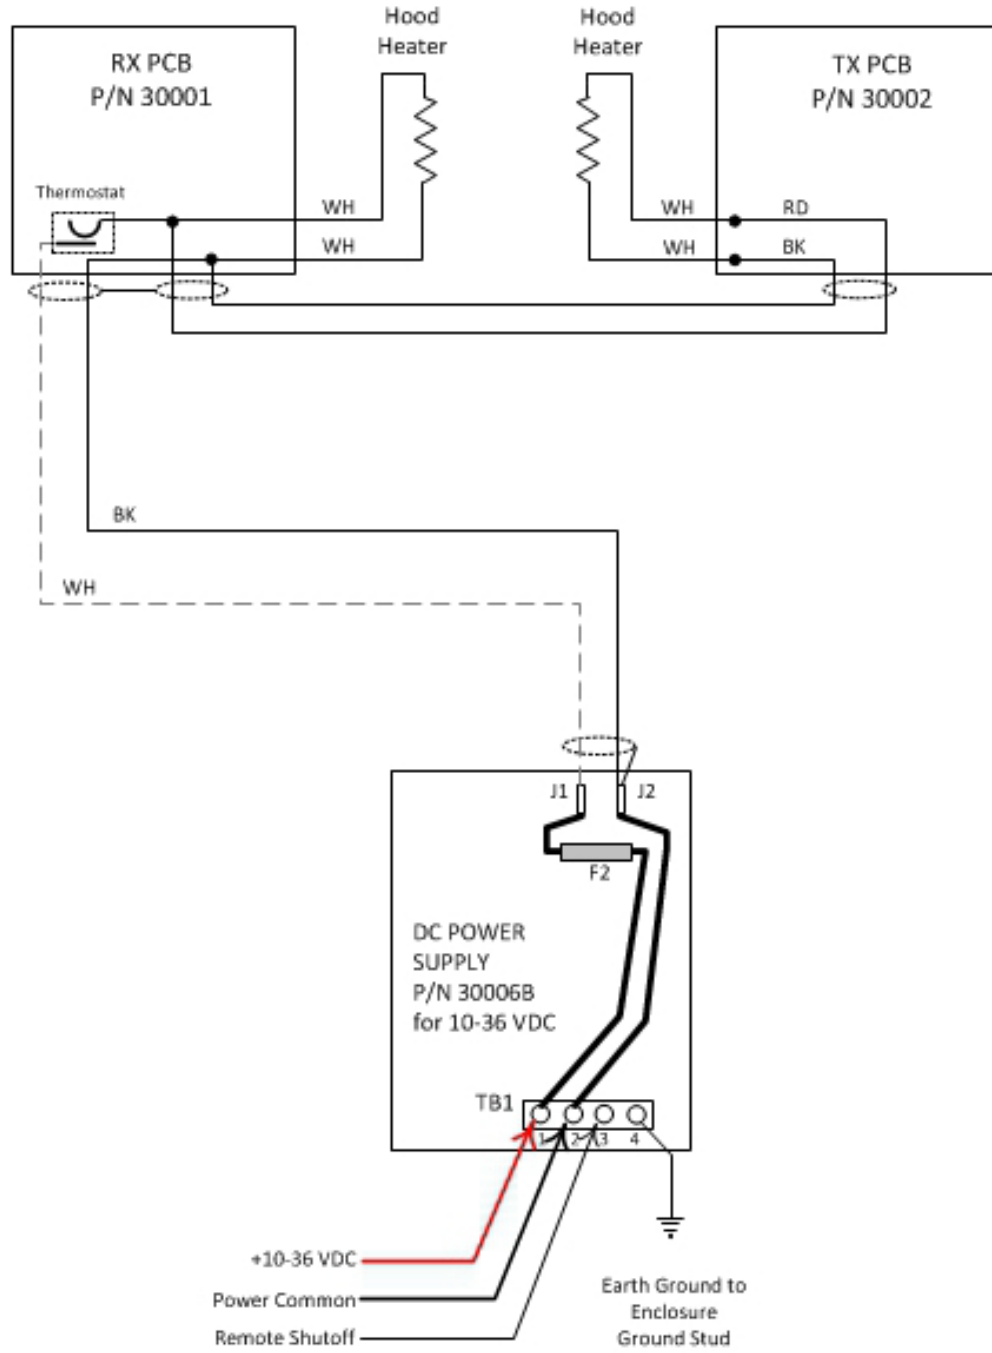 Hood
Heater
Hood
Heater
RX PCB
P/N 30001
TX PCB
P/N 30002
Thermostat
WH
WH
WH
WH
RD
BK
BK
WH
J1
J2
F2
DC POWER
SUPPLY
P/N 30006B
for 10-36 VDC
TB1
1
2
3
4
+10-36 VDC
Power Common
Remote Shutoff
Earth Ground to
Enclosure
Ground Stud